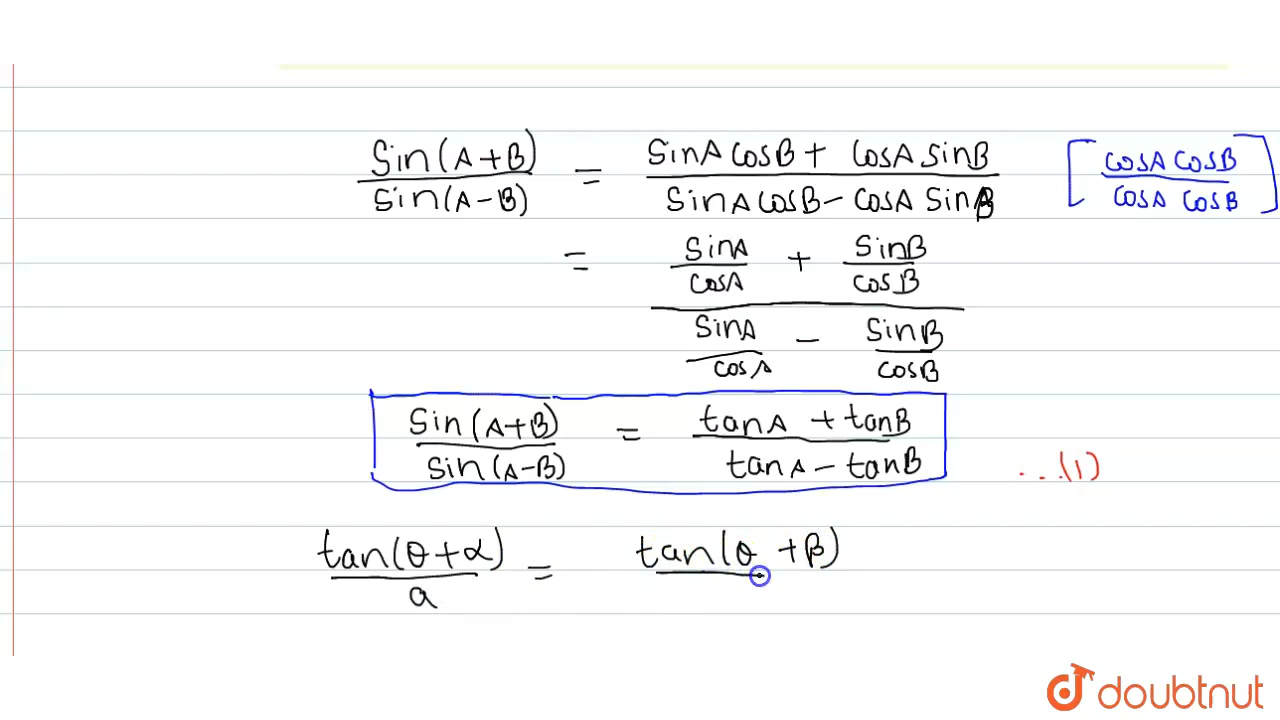 Sin(A+B) / Sin(A-B) = SinA cosB + cosA sinB / SinA cosB - cosA SinB [cosA cosB / cosA cosB]
= SinA / cosA + SinB / cosB
SinA / cosA - SinB / cosB
Sin(A+B) / sin(A-B) = tanA + tanB / tanA - tanB ...(1)
tan(θ+α) / a = tan(θ+β)
doubtnut